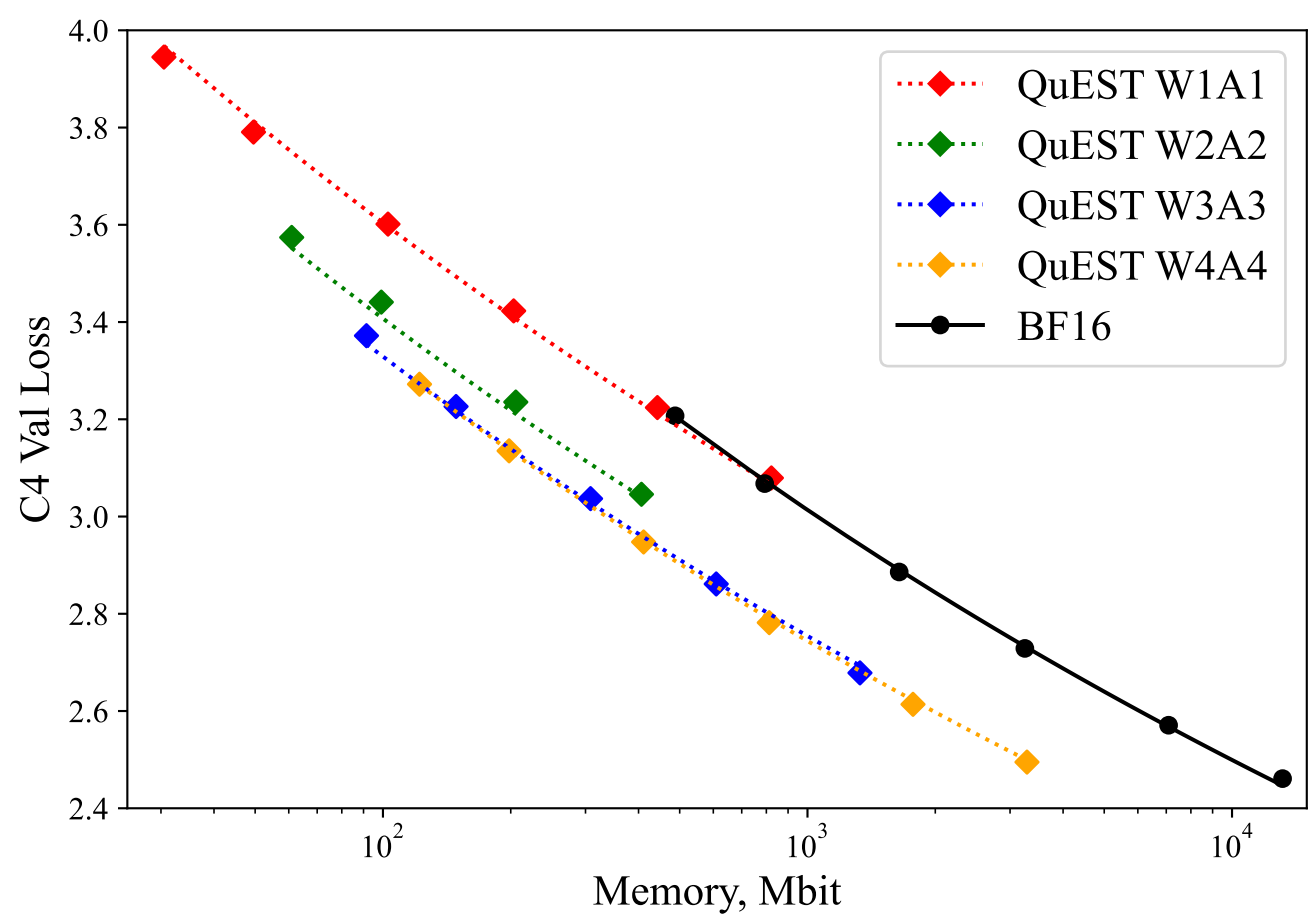 4.0
3.8
3.6
3.4
3.2
3.0
2.8
2.6
2.4
C4 Val Loss
QuEST W1A1
QuEST W2A2
QuEST W3A3
QuEST W4A4
BF16
10²
10³
10⁴
Memory, Mbit